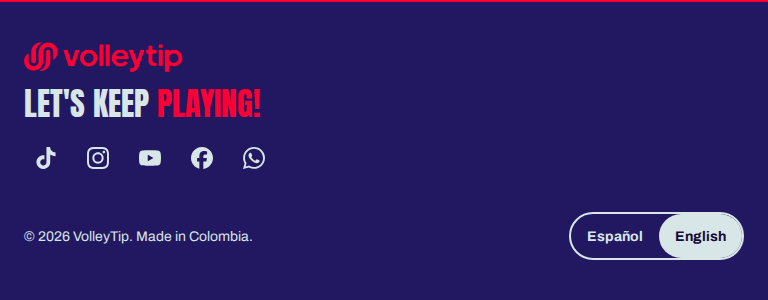 volleytip
LET'S KEEP PLAYING!
© 2026 VolleyTip. Made in Colombia.
Español English